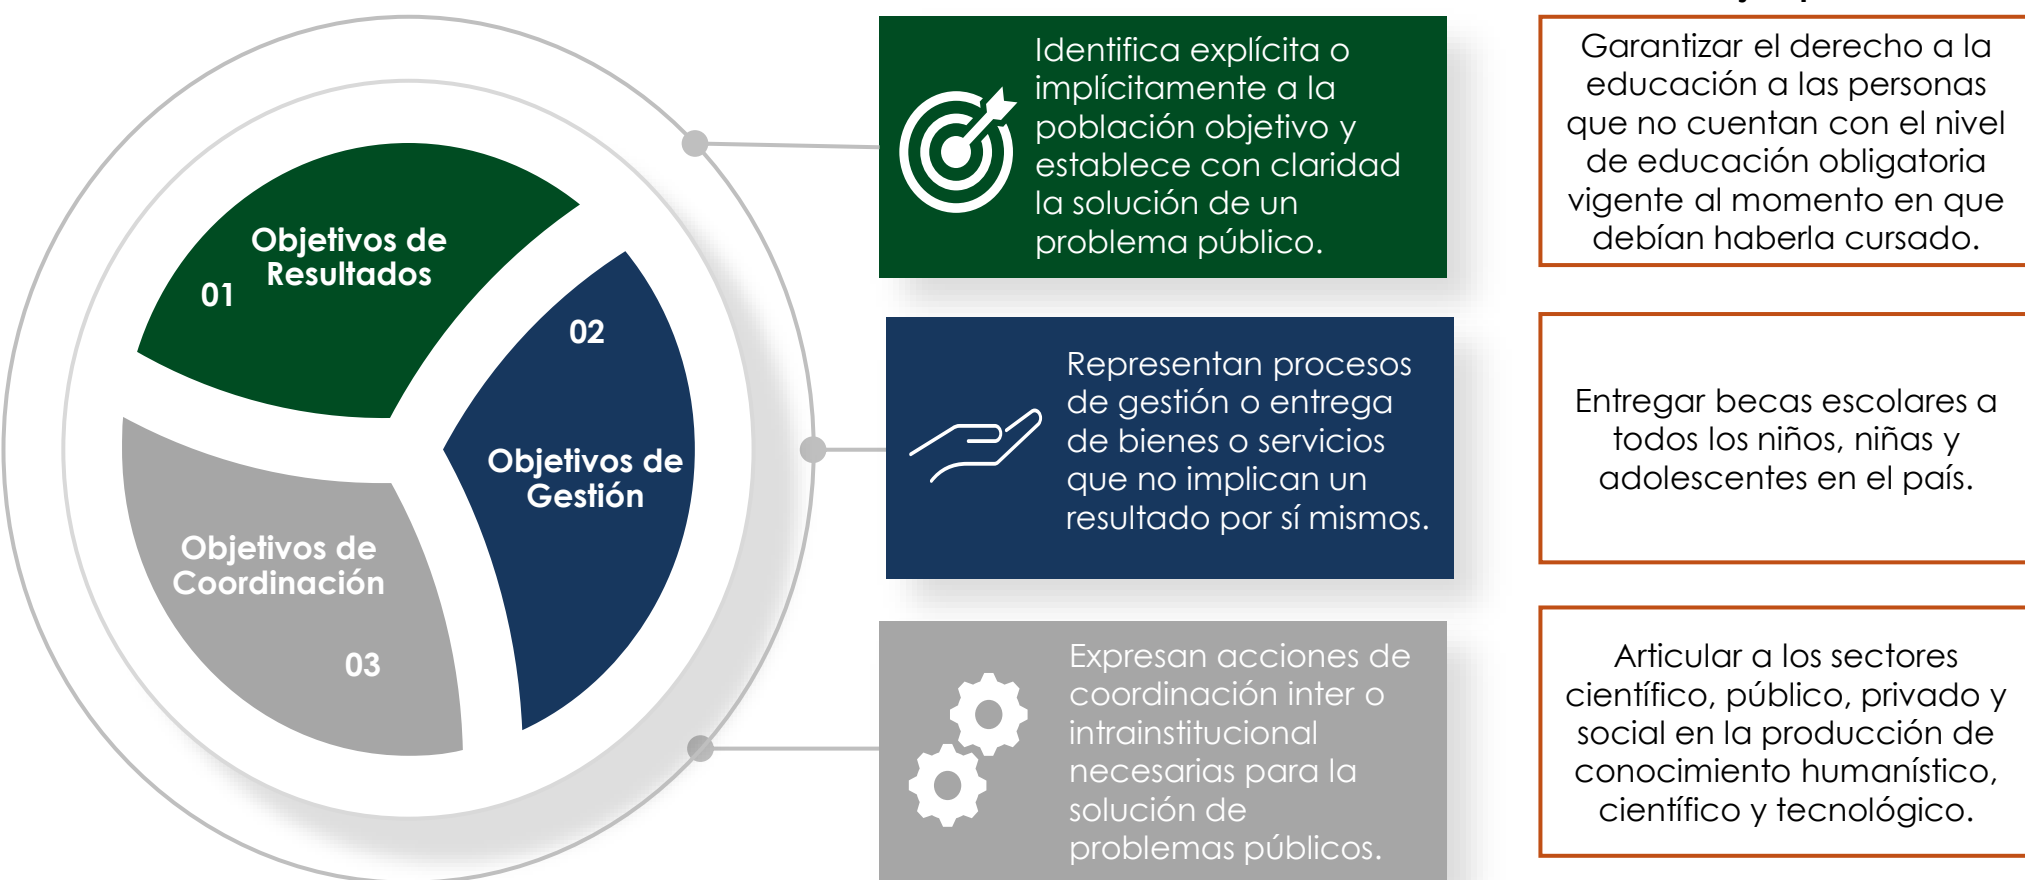 Objetivos de
Resultados
01
02
Objetivos de
Gestión
Objetivos de
Coordinación
03
Identifica explícita o
implícitamente a la
población objetivo y
establece con claridad
la solución de un
problema público.
Garantizar el derecho a la
educación a las personas
que no cuentan con el nivel
de educación obligatoria
vigente al momento en que
debían haberla cursado.
Representan procesos
de gestión o entrega
de bienes o servicios
que no implican un
resultado por sí mismos.
Entregar becas escolares a
todos los niños, niñas y
adolescentes en el país.
Expresan acciones de
coordinación inter o
intrainstitucional
necesarias para la
solución de
problemas públicos.
Articular a los sectores
científico, público, privado y
social en la producción de
conocimiento humanístico,
científico y tecnológico.